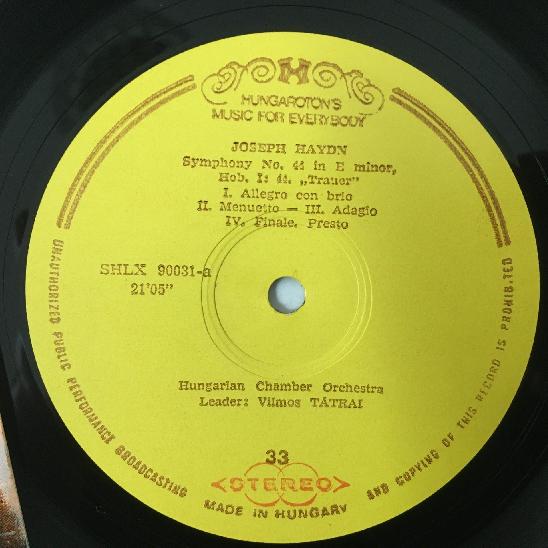 H
HUNGAROTON'S
MUSIC FOR EVERYBODY
JOSEPH HAYDN
Symphony No. 44 in E minor,
Hob. I: 44. „Trauer”
I. Allegro con brio
II. Menuetto — III. Adagio
IV. Finale. Presto
SHLX 90031-a
21'05”
Hungarian Chamber Orchestra
Leader: Vilmos TÁTRAI
33
STEREO
MADE IN HUNGARY
UNAUTHORIZED PUBLIC PERFORMANCE BROADCASTING
AND COPYING OF THIS RECORD IS PROHIBITED